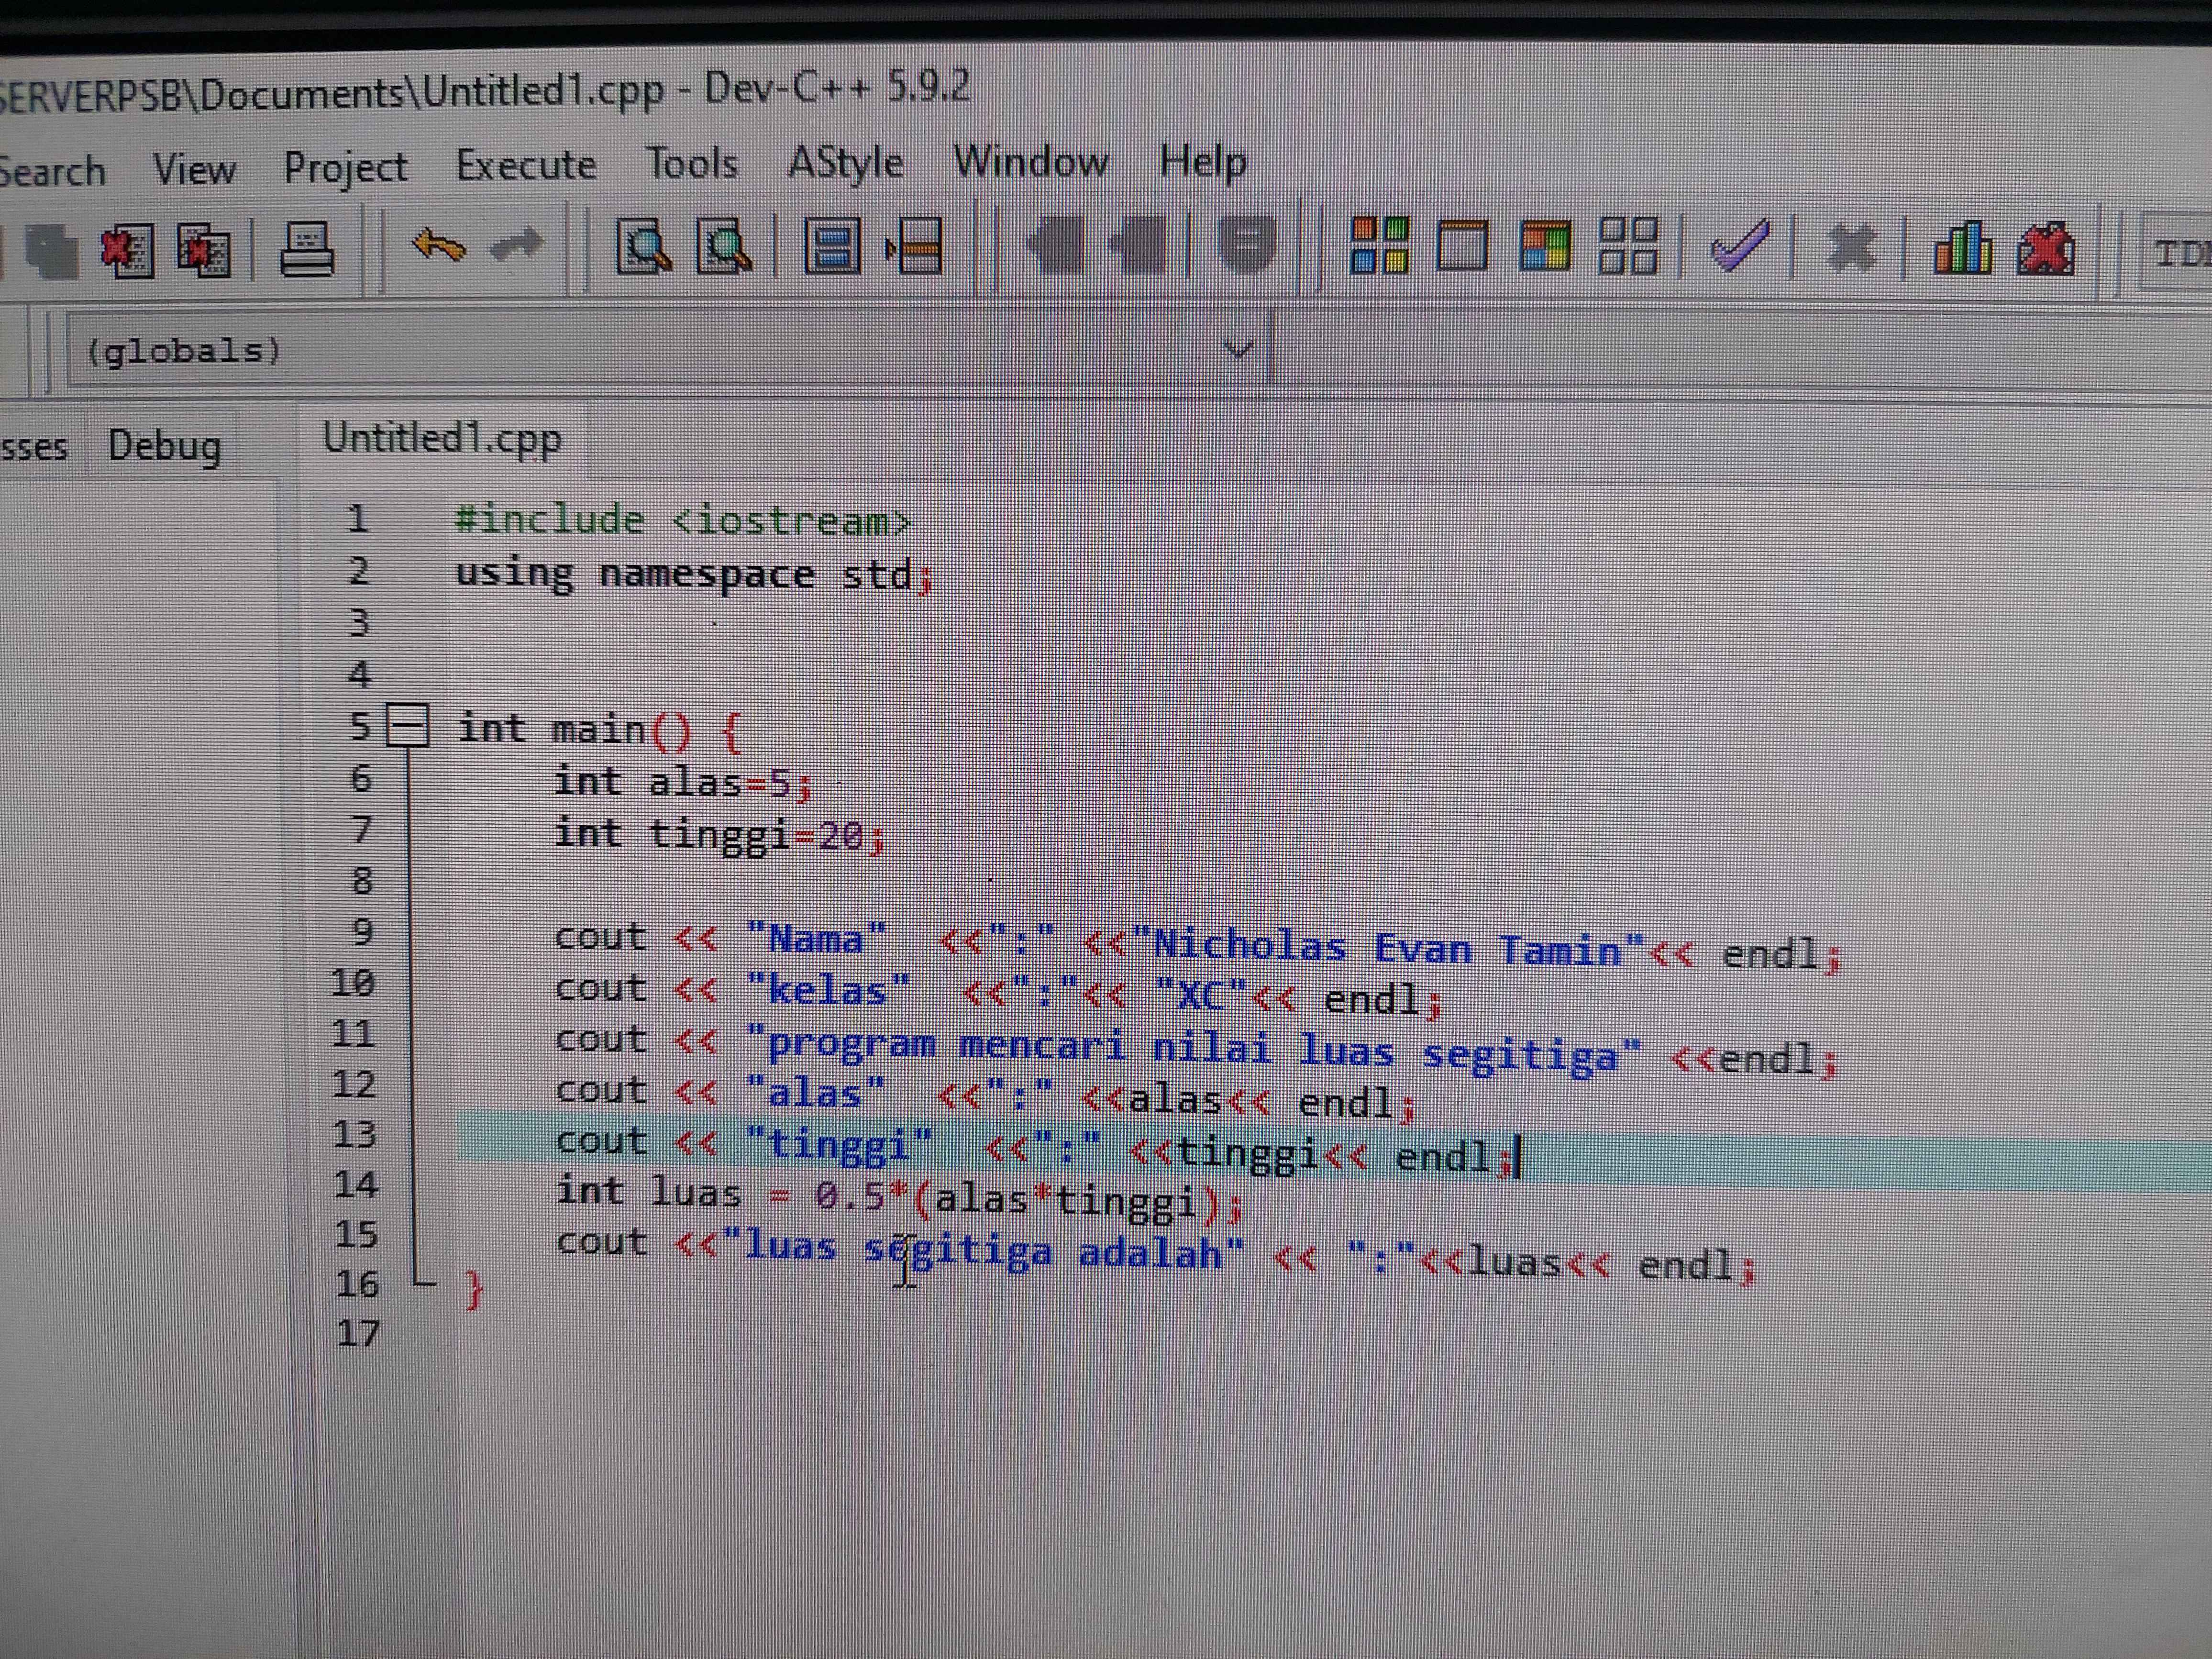 SERVERPSB\Documents\Untitled1.cpp - Dev-C++ 5.9.2
Search View Project Execute Tools AStyle Window Help
(globals)
Debug Untitled1.cpp
1 #include <iostream>
2 using namespace std;
3
4
5 int main() {
6 int alas=5;
7 int tinggi=20;
8
9 cout << "Nama"  <<":" <<"Nicholas Evan Tamin"<< endl;
10 cout << "kelas"  <<":"<< "XC"<< endl;
11 cout << "program mencari nilai luas segitiga" <<endl;
12 cout << "alas"  <<":" <<alas<< endl;
13 cout << "tinggi"  <<":" <<tinggi<< endl;
14 int luas = 0.5*(alas*tinggi);
15 cout <<"luas segitiga adalah" << ":"<<luas<< endl;
16 }
17